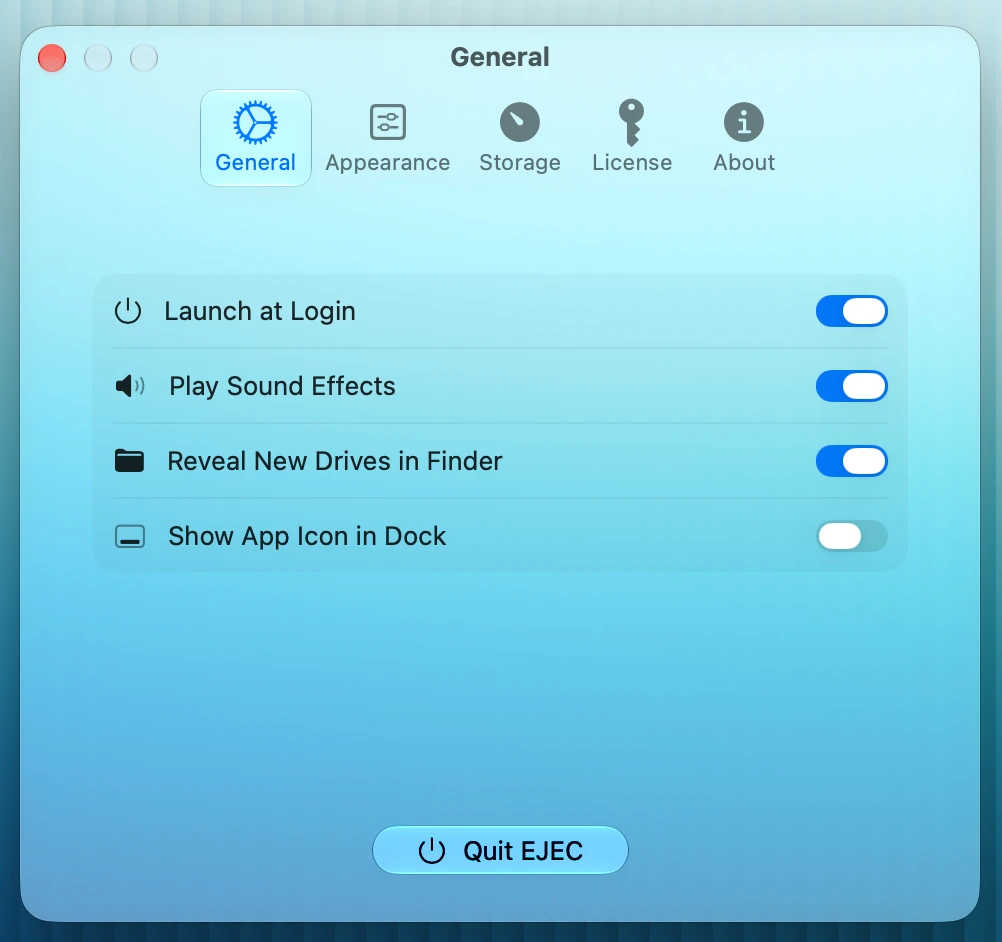 General
General
Appearance
Storage
License
About
Launch at Login
Play Sound Effects
Reveal New Drives in Finder
Show App Icon in Dock
Quit EJEC